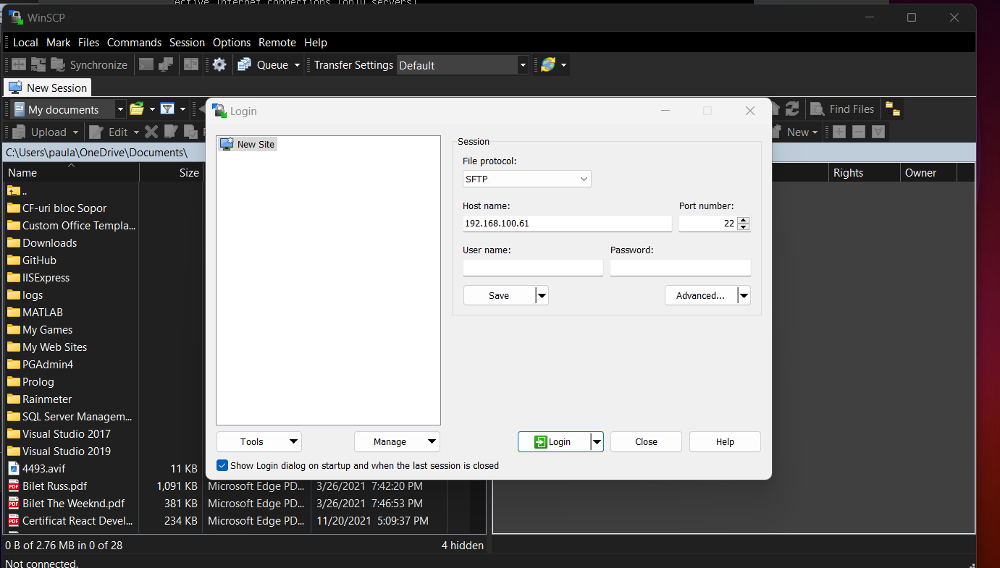 Active Internet connections (only servers)
WinSCP
Local Mark Files Commands Session Options Remote Help
Synchronize Queue Transfer Settings Default
New Session
My documents Find Files
Upload Edit New
C:\Users\paula\OneDrive\Documents\
Name Size Rights Owner
..
CF-uri bloc Sopor
Custom Office Templa...
Downloads
GitHub
IISExpress
logs
MATLAB
My Games
My Web Sites
PGAdmin4
Prolog
Rainmeter
SQL Server Managem...
Visual Studio 2017
Visual Studio 2019
4493.avif 11 KB
Bilet Russ.pdf 1,091 KB Microsoft Edge PD... 3/26/2021 7:42:20 PM
Bilet The Weeknd.pdf 381 KB Microsoft Edge PD... 3/26/2021 7:46:53 PM
Certificat React Devel... 234 KB Microsoft Edge PD... 11/20/2021 5:09:37 PM
0 B of 2.76 MB in 0 of 28 4 hidden
Not connected.
Login
New Site
Session
File protocol:
SFTP
Host name: Port number:
192.168.100.61 22
User name: Password:
Save Advanced...
Tools Manage Login Close Help
Show Login dialog on startup and when the last session is closed